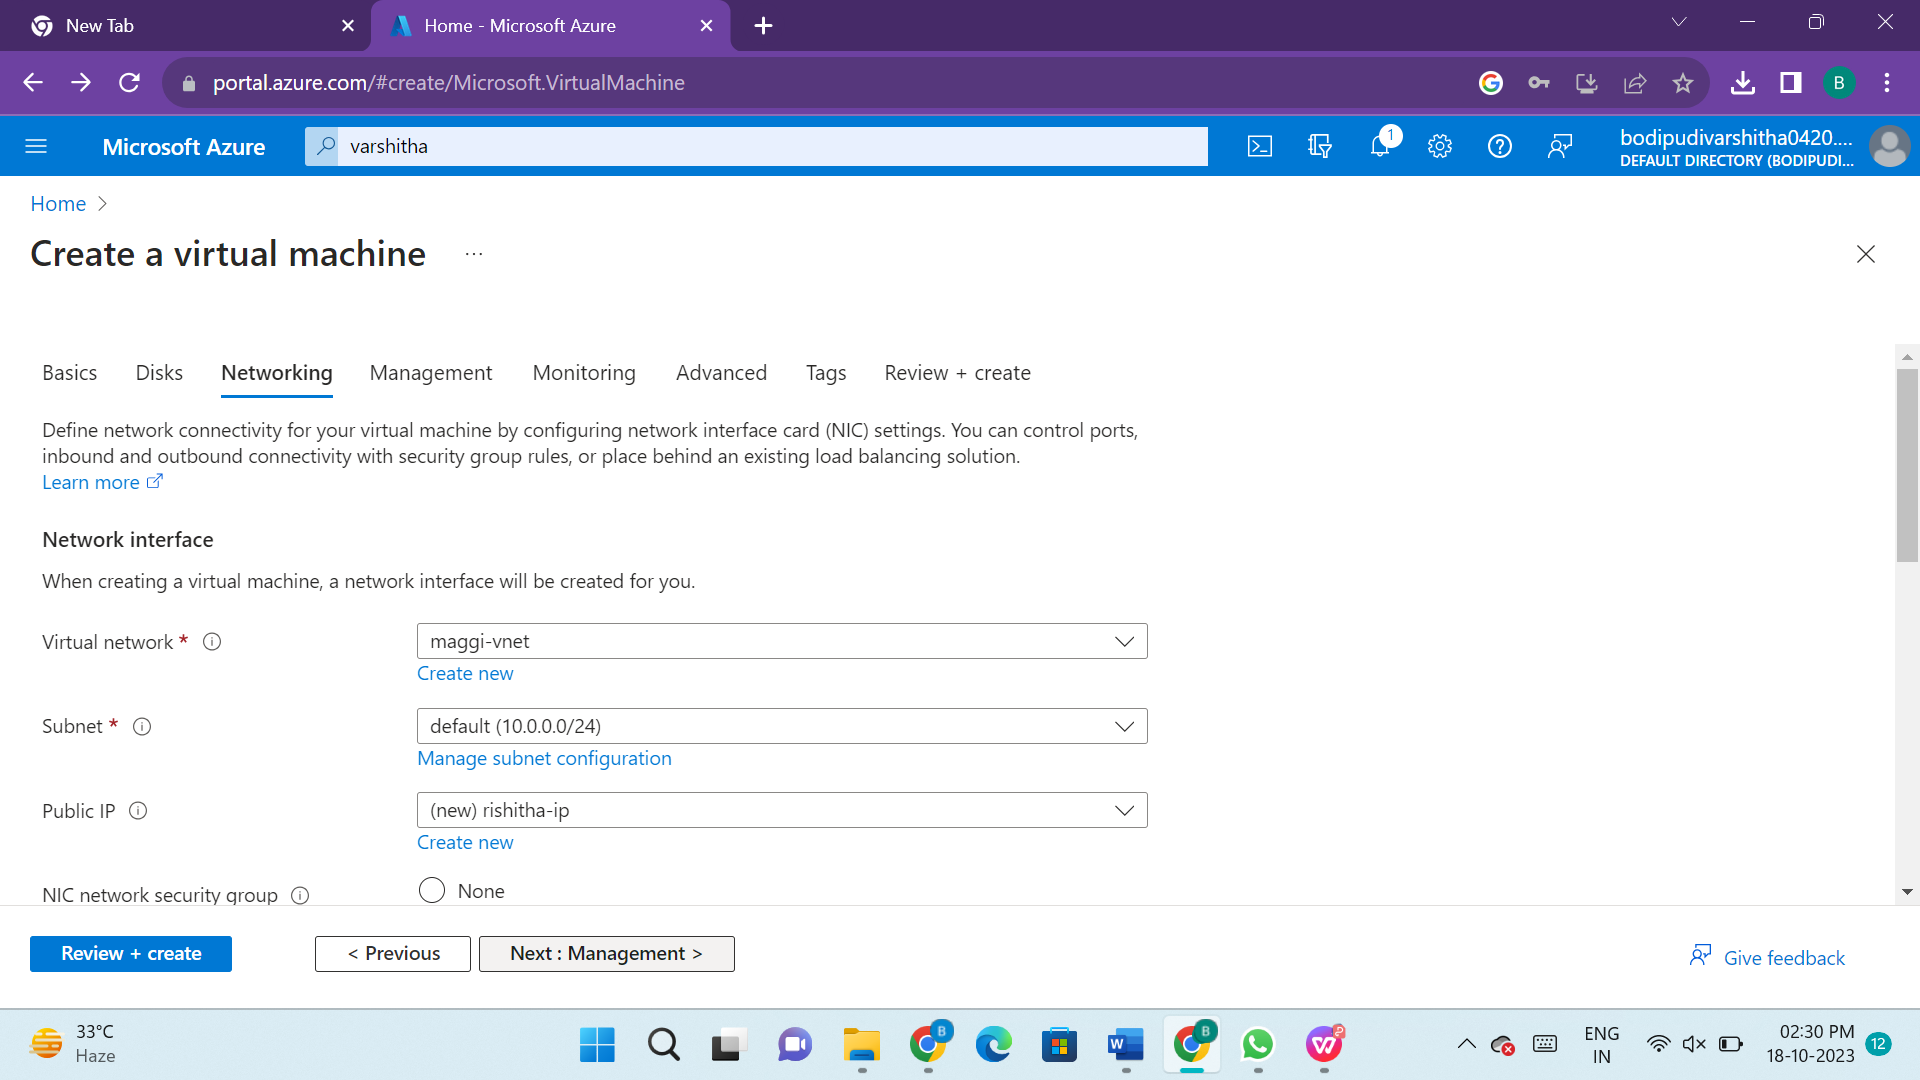 New Tab
Home - Microsoft Azure
portal.azure.com/#create/Microsoft.VirtualMachine
B
Microsoft Azure
varshitha
1
bodipudivarshitha0420....
DEFAULT DIRECTORY (BODIPUDI...
Home
Create a virtual machine ...
Basics Disks Networking Management Monitoring Advanced Tags Review + create
Define network connectivity for your virtual machine by configuring network interface card (NIC) settings. You can control ports,
inbound and outbound connectivity with security group rules, or place behind an existing load balancing solution.
Learn more
Network interface
When creating a virtual machine, a network interface will be created for you.
Virtual network *
maggi-vnet
Create new
Subnet *
default (10.0.0.0/24)
Manage subnet configuration
Public IP
(new) rishitha-ip
Create new
NIC network security group
None
Review + create
< Previous
Next : Management >
Give feedback
33°C
Haze
B
W
B
ENG
IN
02:30 PM
18-10-2023
12